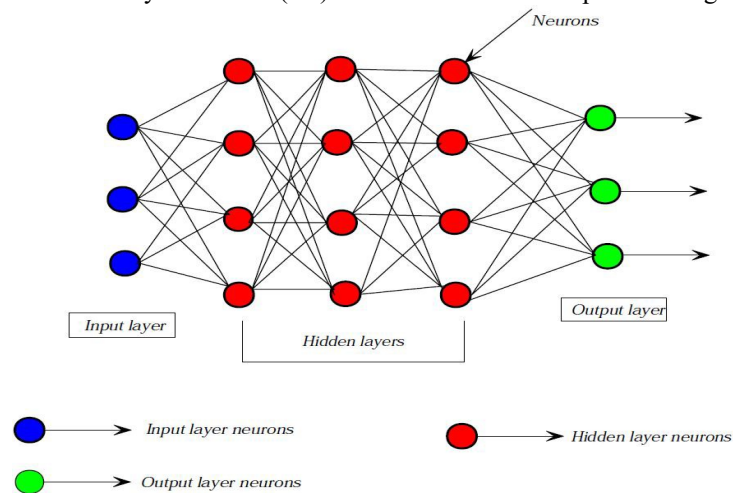 Neurons
Input layer
Hidden layers
Output layer
Input layer neurons
Hidden layer neurons
Output layer neurons